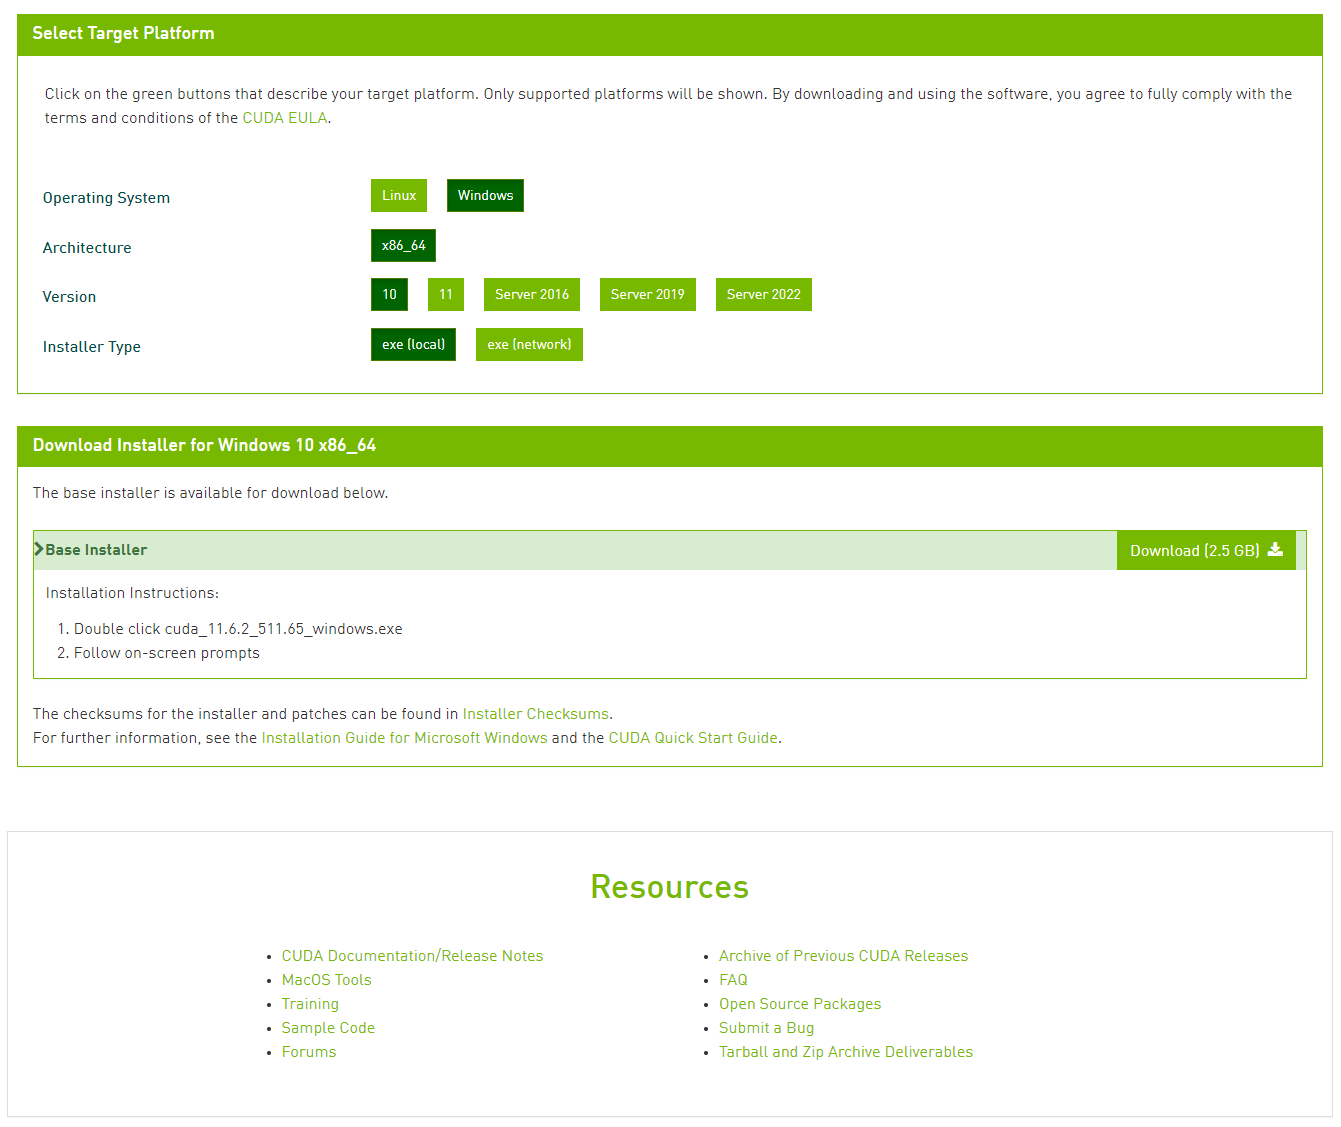 Select Target Platform
Click on the green buttons that describe your target platform. Only supported platforms will be shown. By downloading and using the software, you agree to fully comply with the
terms and conditions of the CUDA EULA.
Operating System Linux Windows
Architecture x86_64
Version 10 11 Server 2016 Server 2019 Server 2022
Installer Type exe (local) exe (network)
Download Installer for Windows 10 x86_64
The base installer is available for download below.
Base Installer Download (2.5 GB)
Installation Instructions:
1. Double click cuda_11.6.2_511.65_windows.exe
2. Follow on-screen prompts
The checksums for the installer and patches can be found in Installer Checksums.
For further information, see the Installation Guide for Microsoft Windows and the CUDA Quick Start Guide.
Resources
CUDA Documentation/Release Notes
MacOS Tools
Training
Sample Code
Forums
Archive of Previous CUDA Releases
FAQ
Open Source Packages
Submit a Bug
Tarball and Zip Archive Deliverables